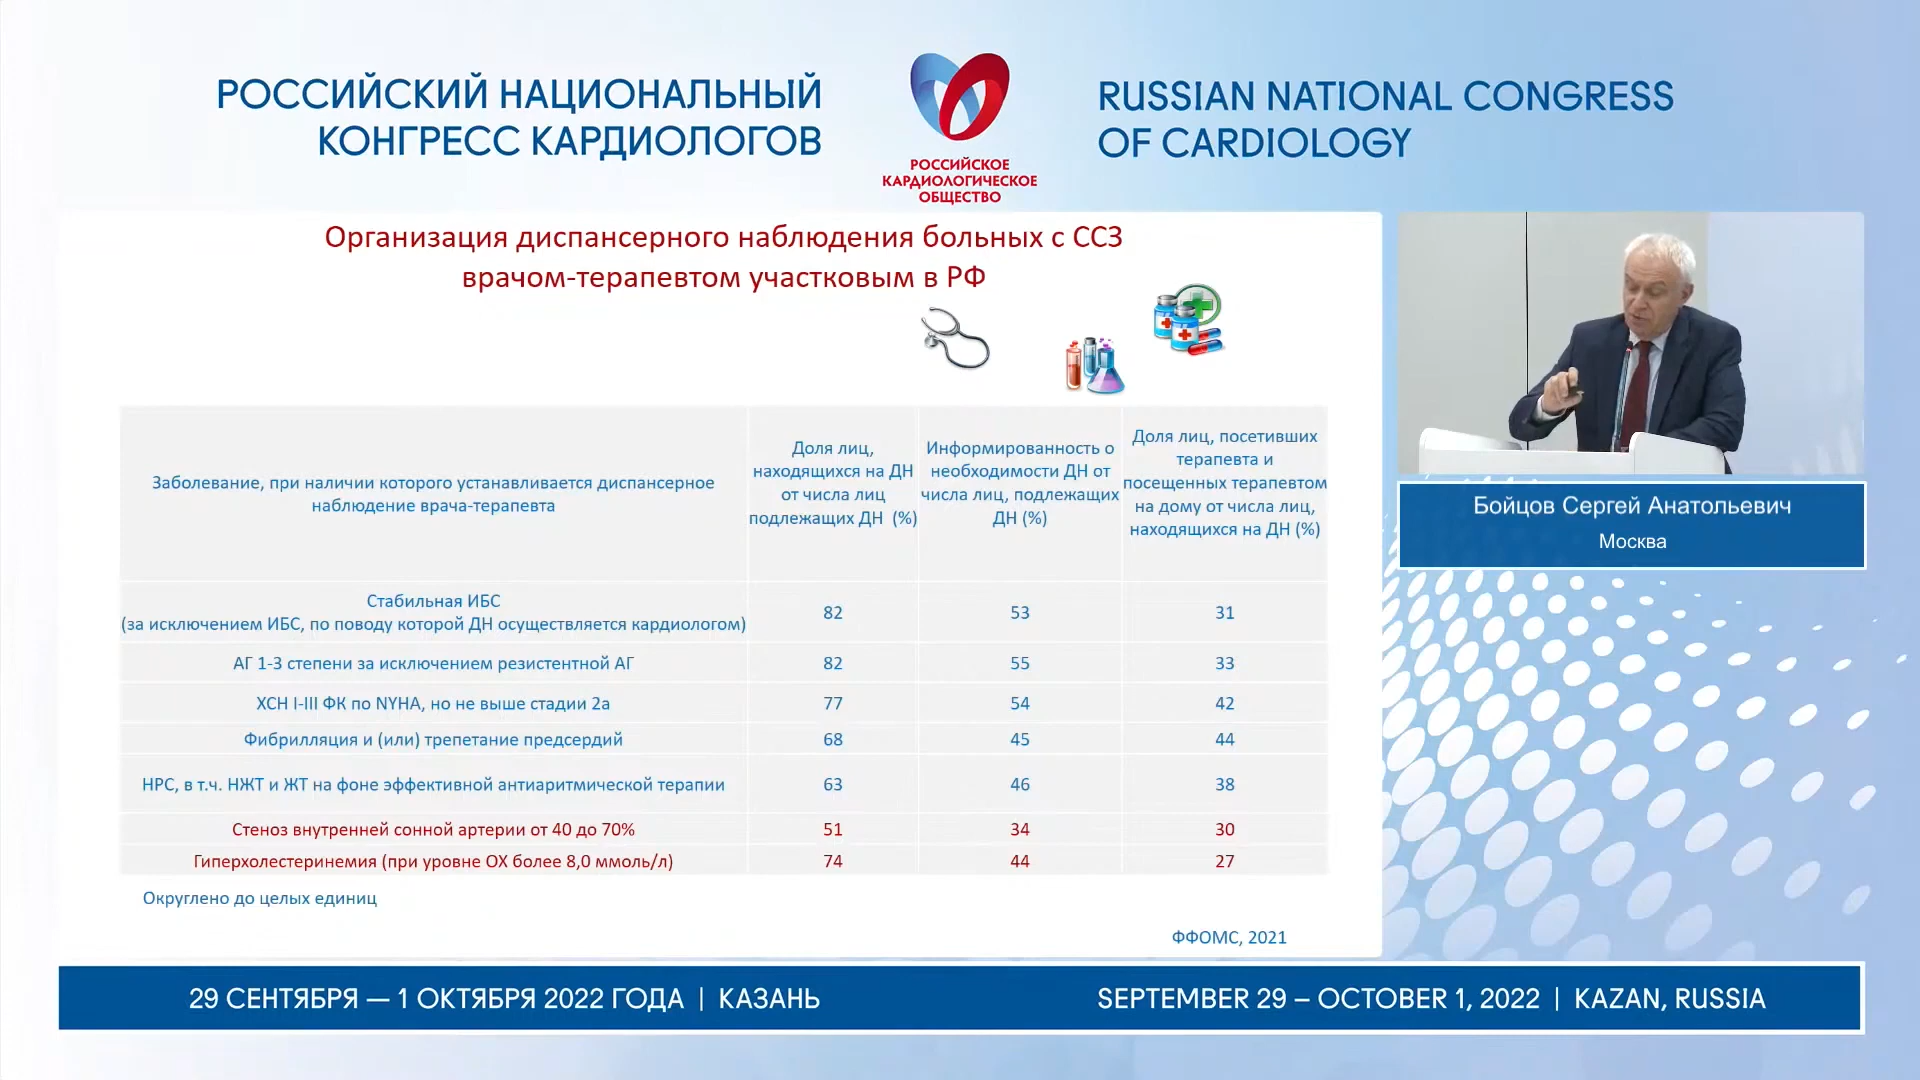 РОССИЙСКИЙ НАЦИОНАЛЬНЫЙ
КОНГРЕСС КАРДИОЛОГОВ
РОССИЙСКОЕ
КАРДИОЛОГИЧЕСКОЕ
ОБЩЕСТВО
RUSSIAN NATIONAL CONGRESS
OF CARDIOLOGY
Организация диспансерного наблюдения больных с ССЗ
врачом-терапевтом участковым в РФ
Заболевание, при наличии которого устанавливается диспансерное
наблюдение врача-терапевта
Доля лиц,
находящихся на ДН
от числа лиц
подлежащих ДН (%)
Информированность о
необходимости ДН от
числа лиц, подлежащих
ДН (%)
Доля лиц, посетивших
терапевта и
посещенных терапевтом
на дому от числа лиц,
находящихся на ДН (%)
Стабильная ИБС
(за исключением ИБС, по поводу которой ДН осуществляется кардиологом)
82 53 31
АГ 1-3 степени за исключением резистентной АГ 82 55 33
ХСН I-III ФК по NYHA, но не выше стадии 2а 77 54 42
Фибрилляция и (или) трепетание предсердий 68 45 44
НРС, в т.ч. НЖТ и ЖТ на фоне эффективной антиаритмической терапии 63 46 38
Стеноз внутренней сонной артерии от 40 до 70% 51 34 30
Гиперхолестеринемия (при уровне ОХ более 8,0 ммоль/л) 74 44 27
Округлено до целых единиц
ФФОМС, 2021
Бойцов Сергей Анатольевич
Москва
29 СЕНТЯБРЯ — 1 ОКТЯБРЯ 2022 ГОДА | КАЗАНЬ
SEPTEMBER 29 – OCTOBER 1, 2022 | KAZAN, RUSSIA